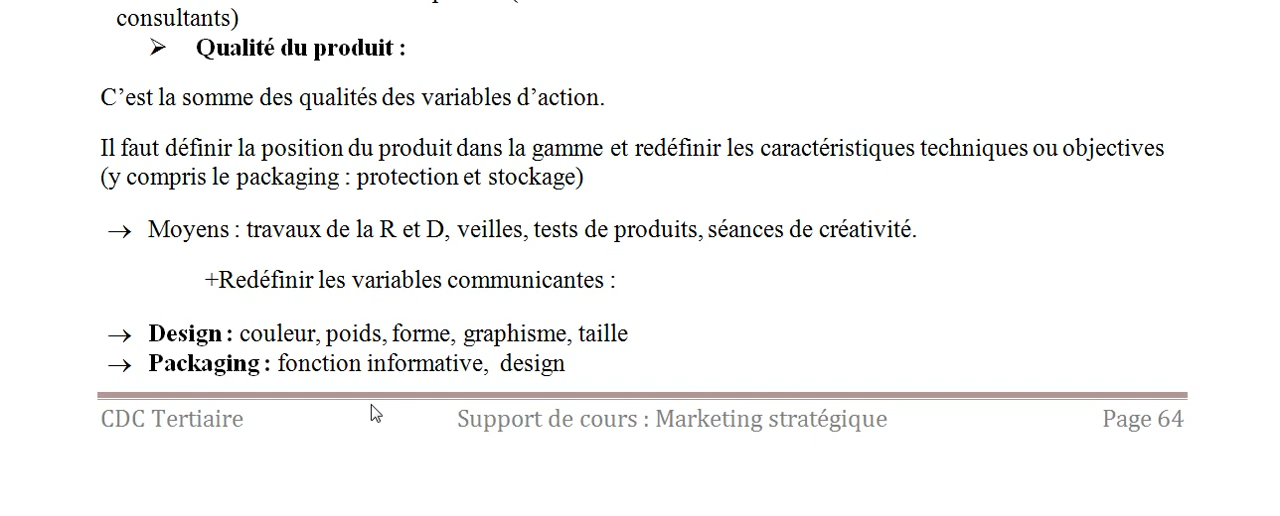 consultants)
➢ Qualité du produit :
C’est la somme des qualités des variables d’action.
Il faut définir la position du produit dans la gamme et redéfinir les caractéristiques techniques ou objectives
(y compris le packaging : protection et stockage)
→ Moyens : travaux de la R et D, veilles, tests de produits, séances de créativité.
+Redéfinir les variables communicantes :
→ Design : couleur, poids, forme, graphisme, taille
→ Packaging : fonction informative, design
CDC Tertiaire Support de cours : Marketing stratégique Page 64